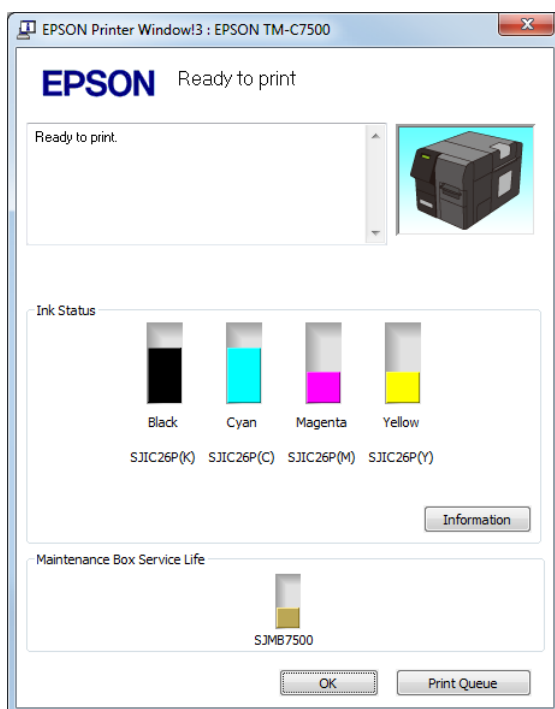 EPSON Printer Window!3 : EPSON TM-C7500
EPSON Ready to print
Ready to print.
Ink Status
Black Cyan Magenta Yellow
SJIC26P(K) SJIC26P(C) SJIC26P(M) SJIC26P(Y)
Information
Maintenance Box Service Life
SJMB7500
OK Print Queue